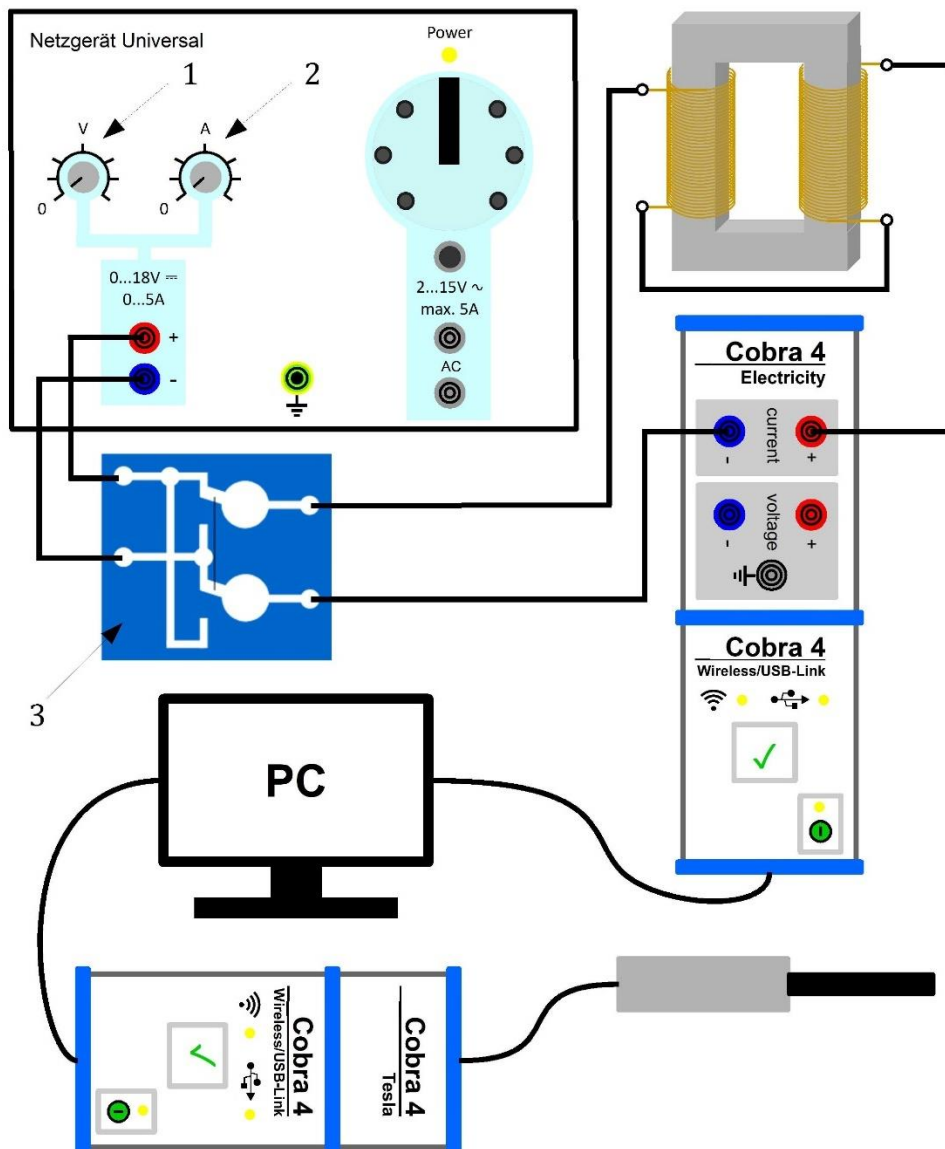 Netzgerät Universal
Power
1
2
V
A
0
0
0...18V ⎓
0...5A
+
-
2...15V ~
max. 5A
AC
Cobra 4
Electricity
current
-
+
voltage
-
+
Cobra 4
Wireless/USB-Link
3
PC
Cobra 4
Wireless/USB-Link
Cobra 4
Tesla